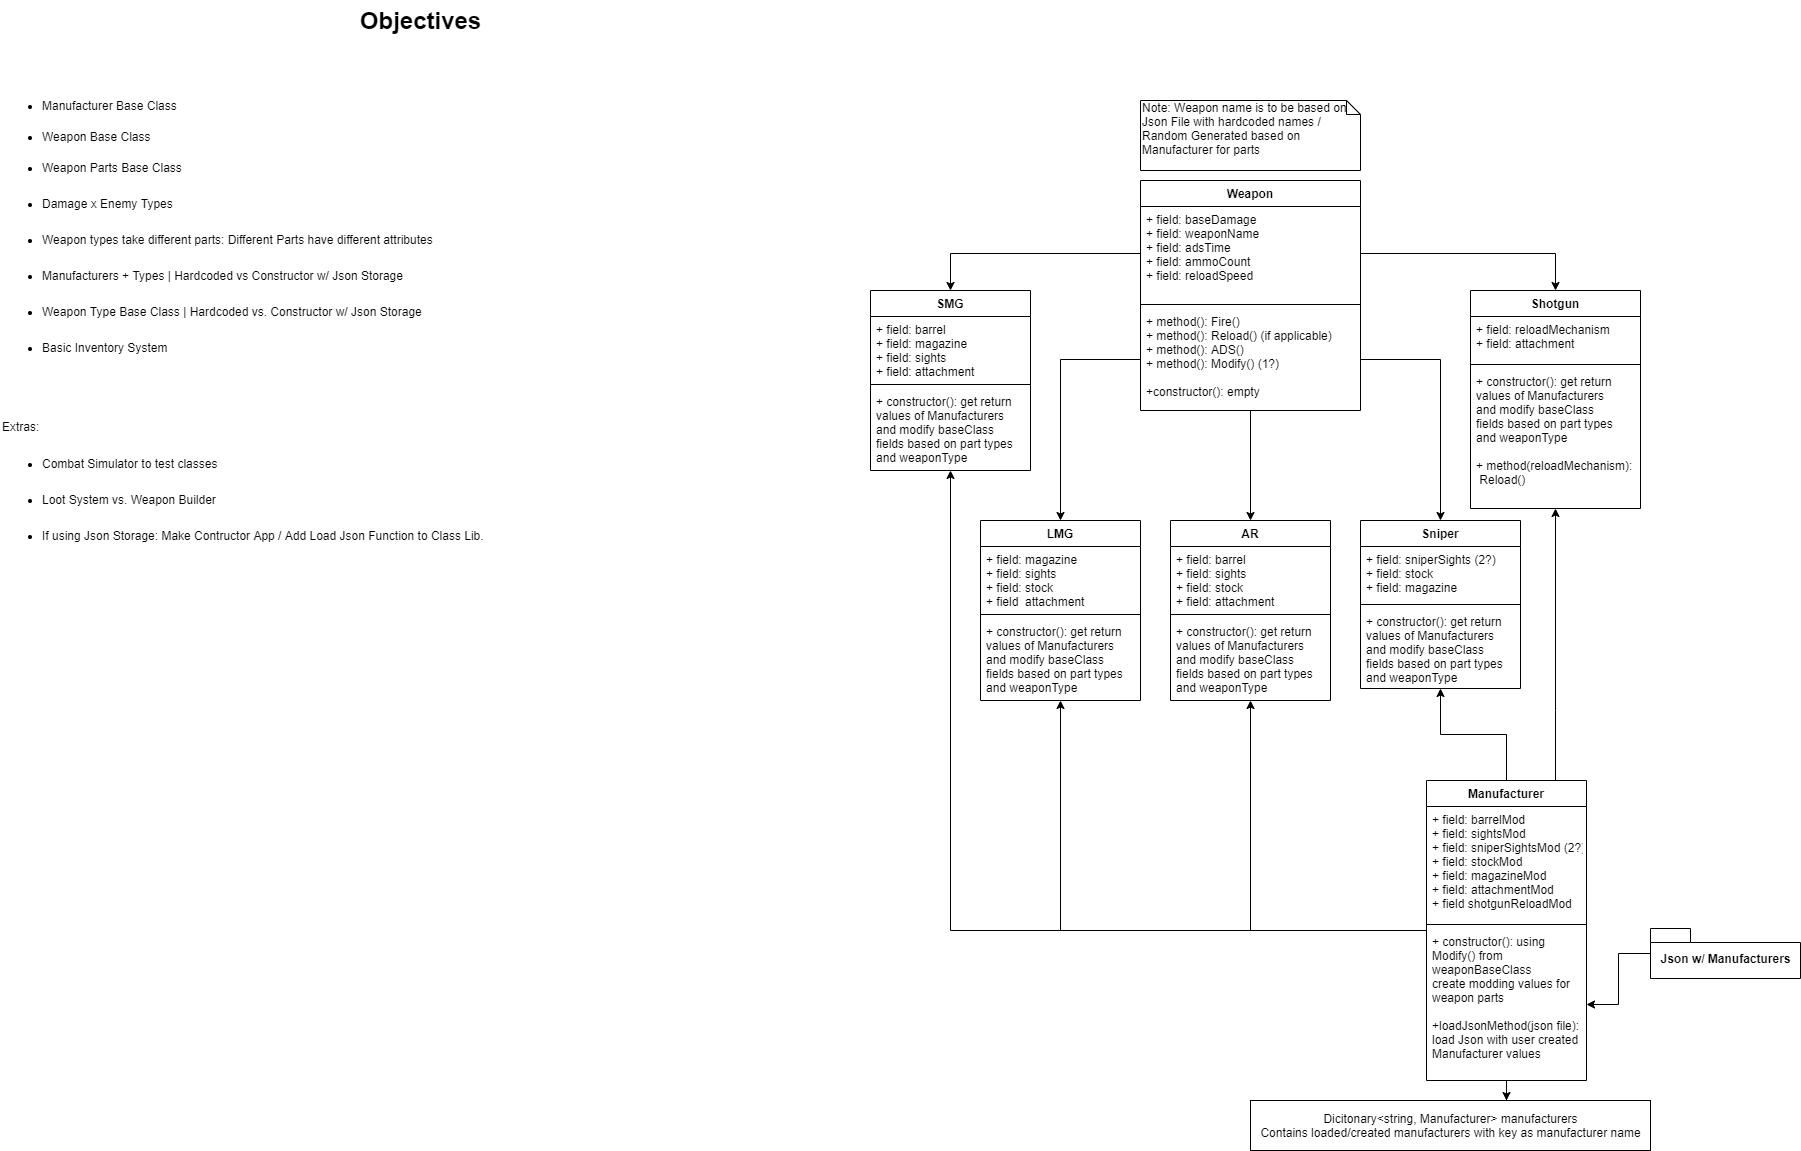 Objectives
Manufacturer Base Class
Weapon Base Class
Weapon Parts Base Class
Damage x Enemy Types
Weapon types take different parts: Different Parts have different attributes
Manufacturers + Types | Hardcoded vs Constructor w/ Json Storage
Weapon Type Base Class | Hardcoded vs. Constructor w/ Json Storage
Basic Inventory System
Extras:
Combat Simulator to test classes
Loot System vs. Weapon Builder
If using Json Storage: Make Contructor App / Add Load Json Function to Class Lib.
Note: Weapon name is to be based on
Json File with hardcoded names /
Random Generated based on
Manufacturer for parts
Weapon
+ field: baseDamage
+ field: weaponName
+ field: adsTime
+ field: ammoCount
+ field: reloadSpeed
+ method(): Fire()
+ method(): Reload() (if applicable)
+ method(): ADS()
+ method(): Modify() (1?)
+constructor(): empty
SMG
+ field: barrel
+ field: magazine
+ field: sights
+ field: attachment
+ constructor(): get return
values of Manufacturers
and modify baseClass
fields based on part types
and weaponType
Shotgun
+ field: reloadMechanism
+ field: attachment
+ constructor(): get return
values of Manufacturers
and modify baseClass
fields based on part types
and weaponType
+ method(reloadMechanism):
Reload()
LMG
+ field: magazine
+ field: sights
+ field: stock
+ field  attachment
+ constructor(): get return
values of Manufacturers
and modify baseClass
fields based on part types
and weaponType
AR
+ field: barrel
+ field: sights
+ field: stock
+ field: attachment
+ constructor(): get return
values of Manufacturers
and modify baseClass
fields based on part types
and weaponType
Sniper
+ field: sniperSights (2?)
+ field: stock
+ field: magazine
+ constructor(): get return
values of Manufacturers
and modify baseClass
fields based on part types
and weaponType
Manufacturer
+ field: barrelMod
+ field: sightsMod
+ field: sniperSightsMod (2?)
+ field: stockMod
+ field: magazineMod
+ field: attachmentMod
+ field shotgunReloadMod
+ constructor(): using
Modify() from
weaponBaseClass
create modding values for
weapon parts
+loadJsonMethod(json file):
load Json with user created
Manufacturer values
Json w/ Manufacturers
Dicitonary<string, Manufacturer> manufacturers
Contains loaded/created manufacturers with key as manufacturer name